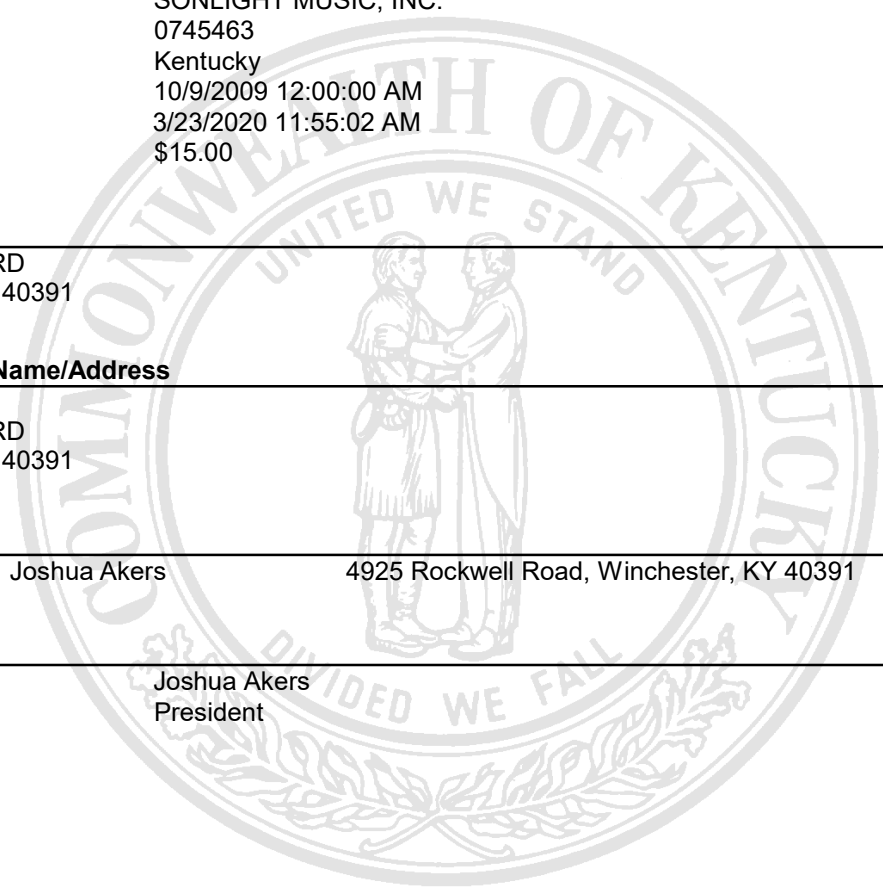 SONLIGHT MUSIC, INC.
0745463
Kentucky
10/9/2009 12:00:00 AM
3/23/2020 11:55:02 AM
$15.00
RD
40391
Name/Address
RD
40391
Joshua Akers 4925 Rockwell Road, Winchester, KY 40391
Joshua Akers
President
COMMONWEALTH OF KENTUCKY
UNITED WE STAND
DIVIDED WE FALL